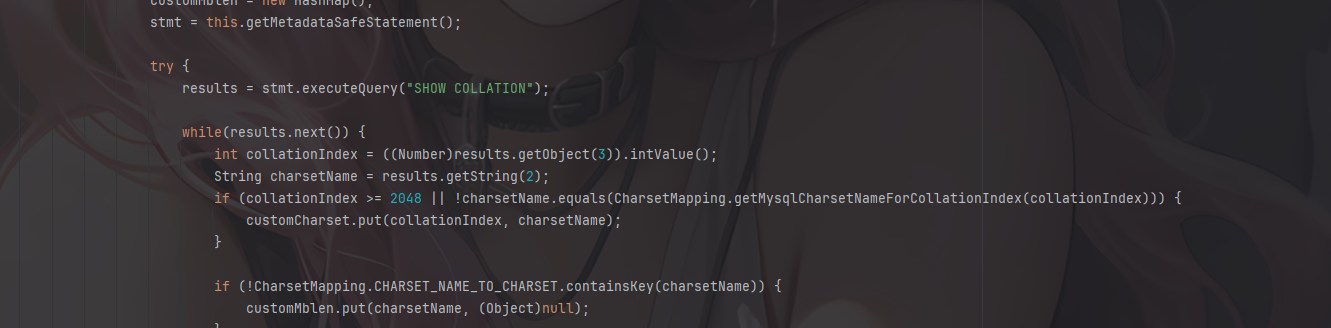 customMblen = new HashMap();
stmt = this.getMetadataSafeStatement();
try {
results = stmt.executeQuery("SHOW COLLATION");
while(results.next()) {
int collationIndex = ((Number)results.getObject(3)).intValue();
String charsetName = results.getString(2);
if (collationIndex >= 2048 || !charsetName.equals(CharsetMapping.getMysqlCharsetNameForCollationIndex(collationIndex))) {
customCharset.put(collationIndex, charsetName);
}
if (!CharsetMapping.CHARSET_NAME_TO_CHARSET.containsKey(charsetName)) {
customMblen.put(charsetName, (Object)null);
}